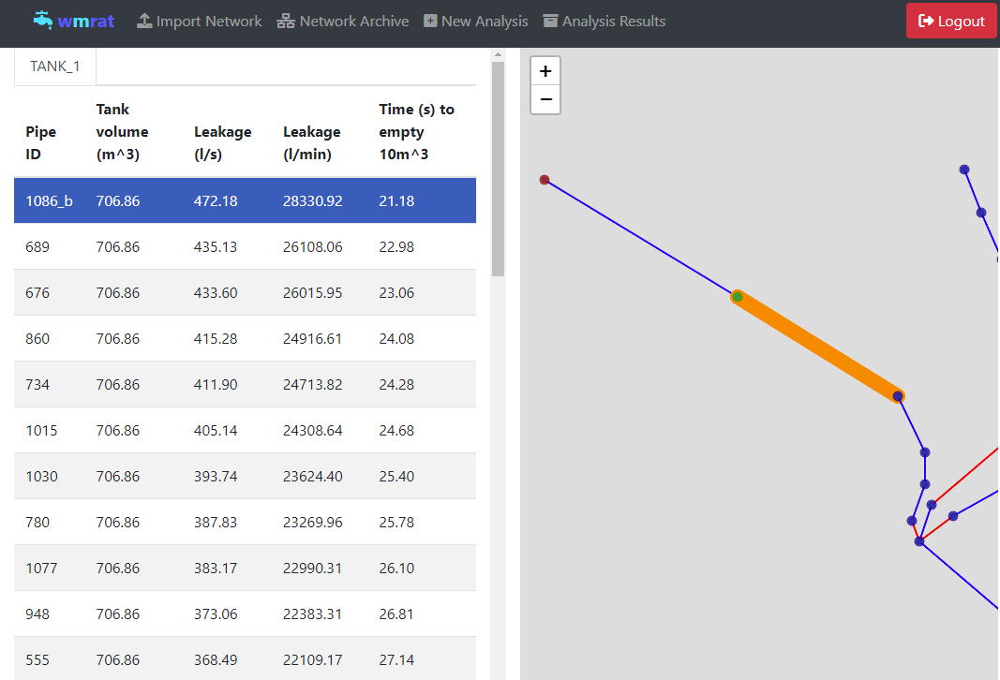 wmrat Import Network Network Archive New Analysis Analysis Results Logout
TANK_1
Pipe ID Tank volume (m^3) Leakage (l/s) Leakage (l/min) Time (s) to empty 10m^3
1086_b 706.86 472.18 28330.92 21.18
689 706.86 435.13 26108.06 22.98
676 706.86 433.60 26015.95 23.06
860 706.86 415.28 24916.61 24.08
734 706.86 411.90 24713.82 24.28
1015 706.86 405.14 24308.64 24.68
1030 706.86 393.74 23624.40 25.40
780 706.86 387.83 23269.96 25.78
1077 706.86 383.17 22990.31 26.10
948 706.86 373.06 22383.31 26.81
555 706.86 368.49 22109.17 27.14
+
−